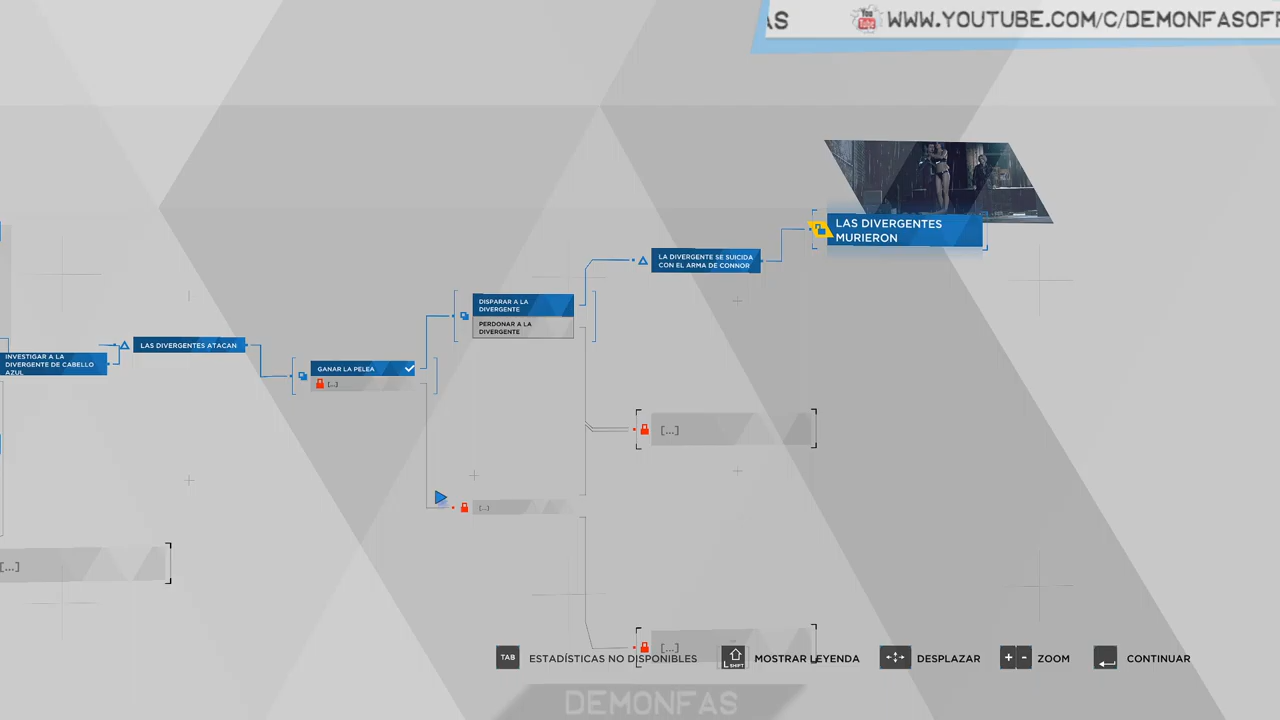 AS
WWW.YOUTUBE.COM/C/DEMONFASOFF
LAS DIVERGENTES
MURIERON
LA DIVERGENTE SE SUICIDA
CON EL ARMA DE CONNOR
DISPARAR A LA
DIVERGENTE
PERDONAR A LA
DIVERGENTE
LAS DIVERGENTES ATACAN
INVESTIGAR A LA
DIVERGENTE DE CABELLO
AZUL
GANAR LA PELEA
[...]
[...]
[...]
[...]
[...]
TAB
ESTADÍSTICAS NO DISPONIBLES
L SHIFT
MOSTRAR LEYENDA
DESPLAZAR
+ -
ZOOM
CONTINUAR
DEMONFAS